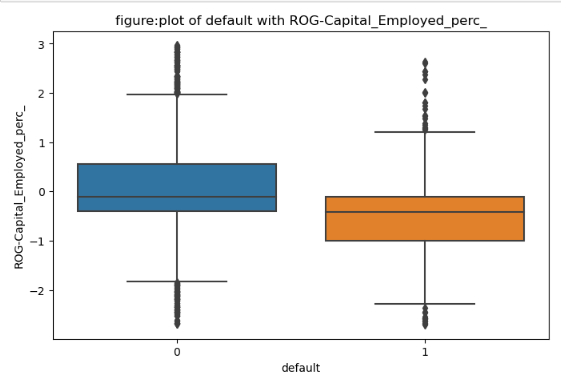 figure:plot of default with ROG-Capital_Employed_perc_
3
2
1
0
−1
−2
ROG-Capital_Employed_perc_
0
1
default